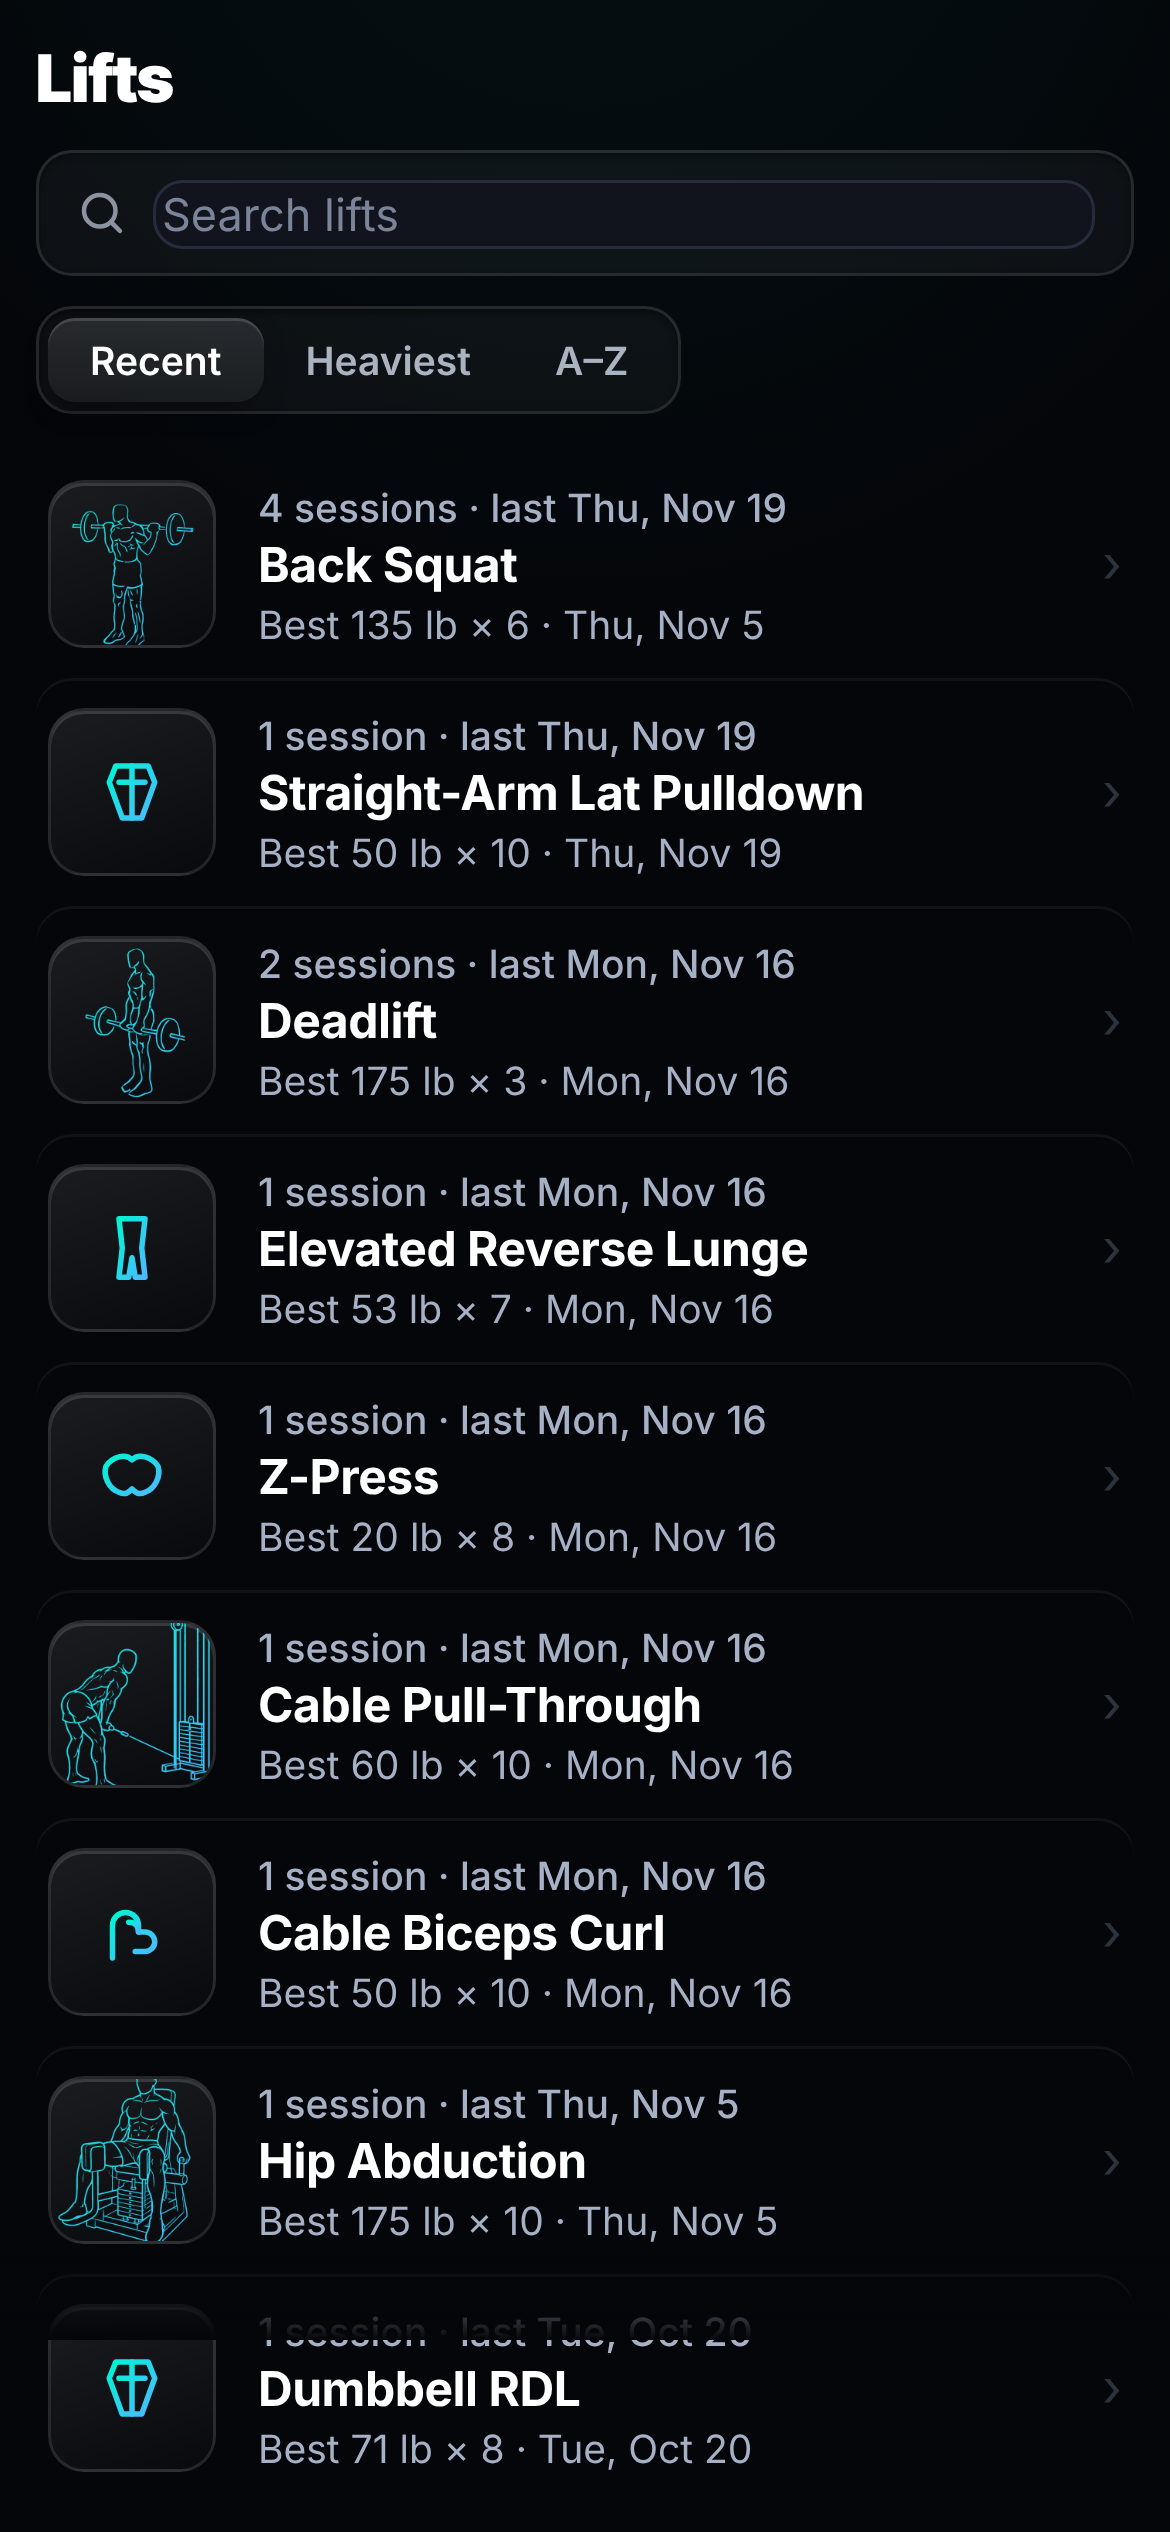 Lifts
Search lifts
Recent Heaviest A–Z
4 sessions · last Thu, Nov 19
Back Squat
Best 135 lb × 6 · Thu, Nov 5
1 session · last Thu, Nov 19
Straight-Arm Lat Pulldown
Best 50 lb × 10 · Thu, Nov 19
2 sessions · last Mon, Nov 16
Deadlift
Best 175 lb × 3 · Mon, Nov 16
1 session · last Mon, Nov 16
Elevated Reverse Lunge
Best 53 lb × 7 · Mon, Nov 16
1 session · last Mon, Nov 16
Z-Press
Best 20 lb × 8 · Mon, Nov 16
1 session · last Mon, Nov 16
Cable Pull-Through
Best 60 lb × 10 · Mon, Nov 16
1 session · last Mon, Nov 16
Cable Biceps Curl
Best 50 lb × 10 · Mon, Nov 16
1 session · last Thu, Nov 5
Hip Abduction
Best 175 lb × 10 · Thu, Nov 5
1 session · last Tue, Oct 20
Dumbbell RDL
Best 71 lb × 8 · Tue, Oct 20